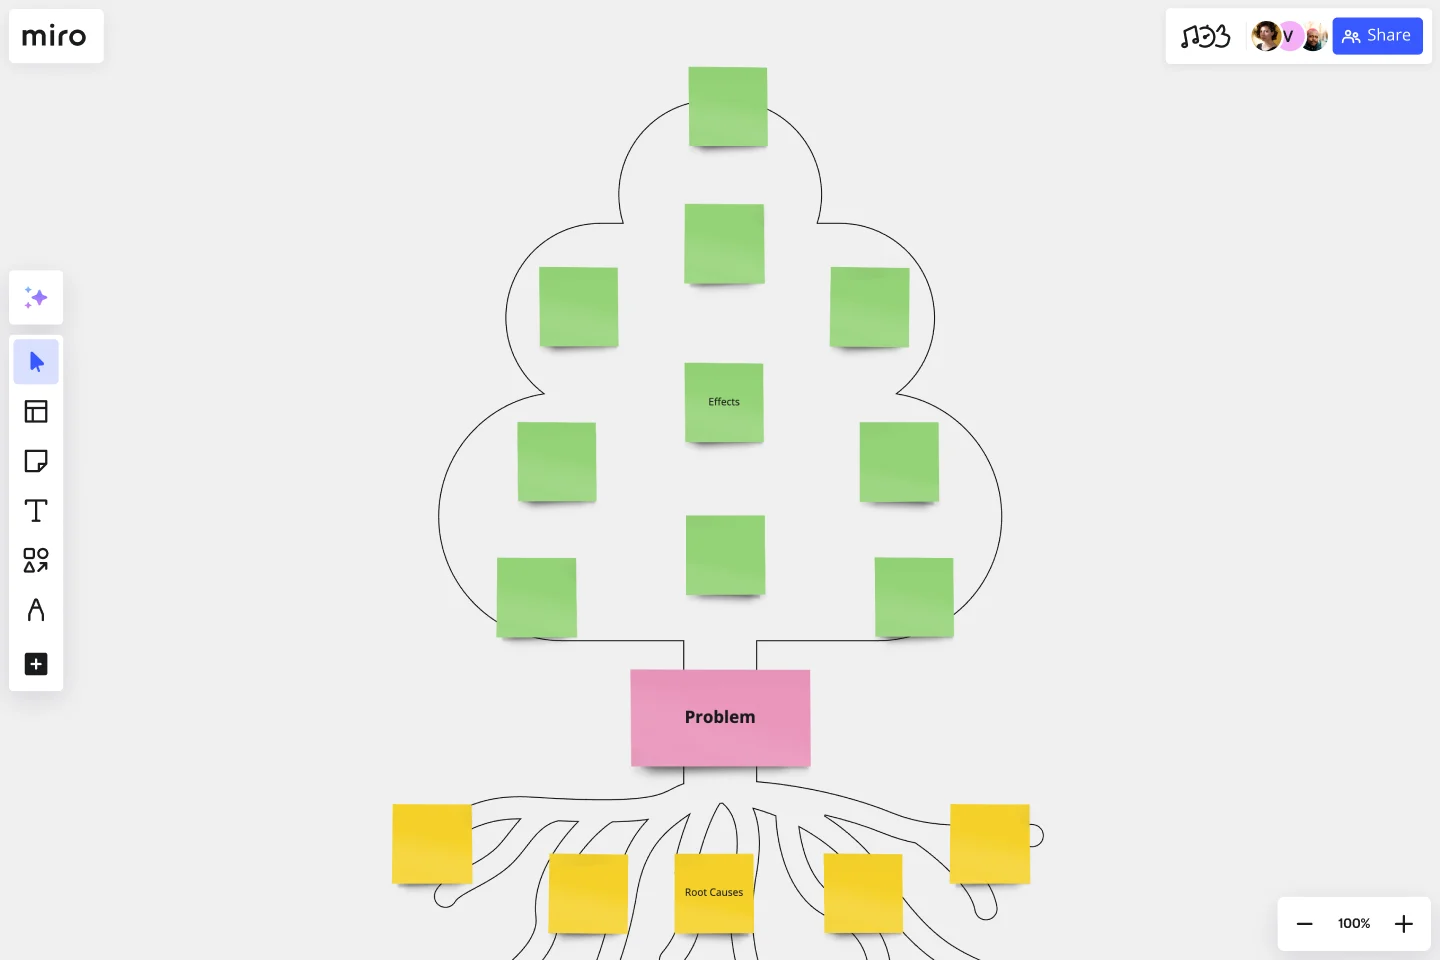 miro
V
Share
Effects
Problem
Root Causes
100%